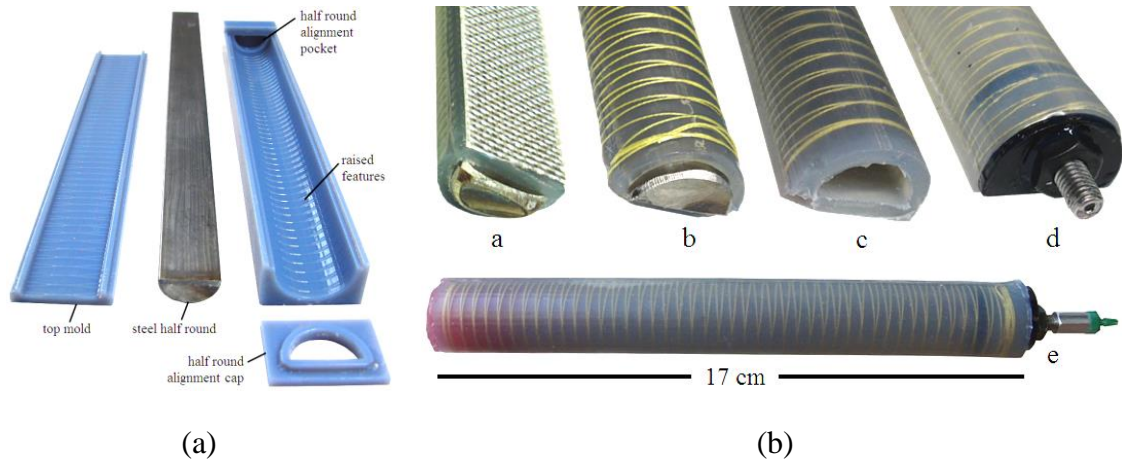 half round
alignment
pocket
raised
features
top mold
steel half round
half round
alignment cap
a
b
c
d
e
17 cm
(a)
(b)